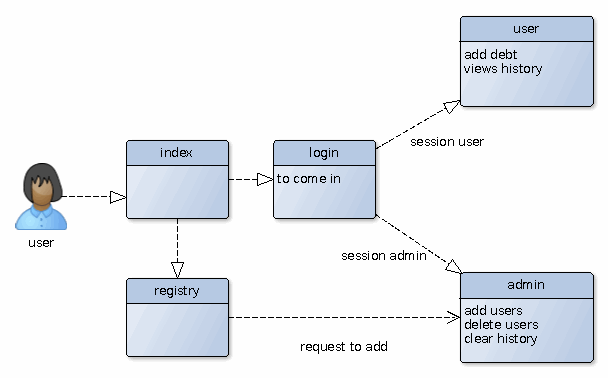 user
add debt
views history
session user
index
login
to come in
user
session admin
registry
request to add
admin
add users
delete users
clear history